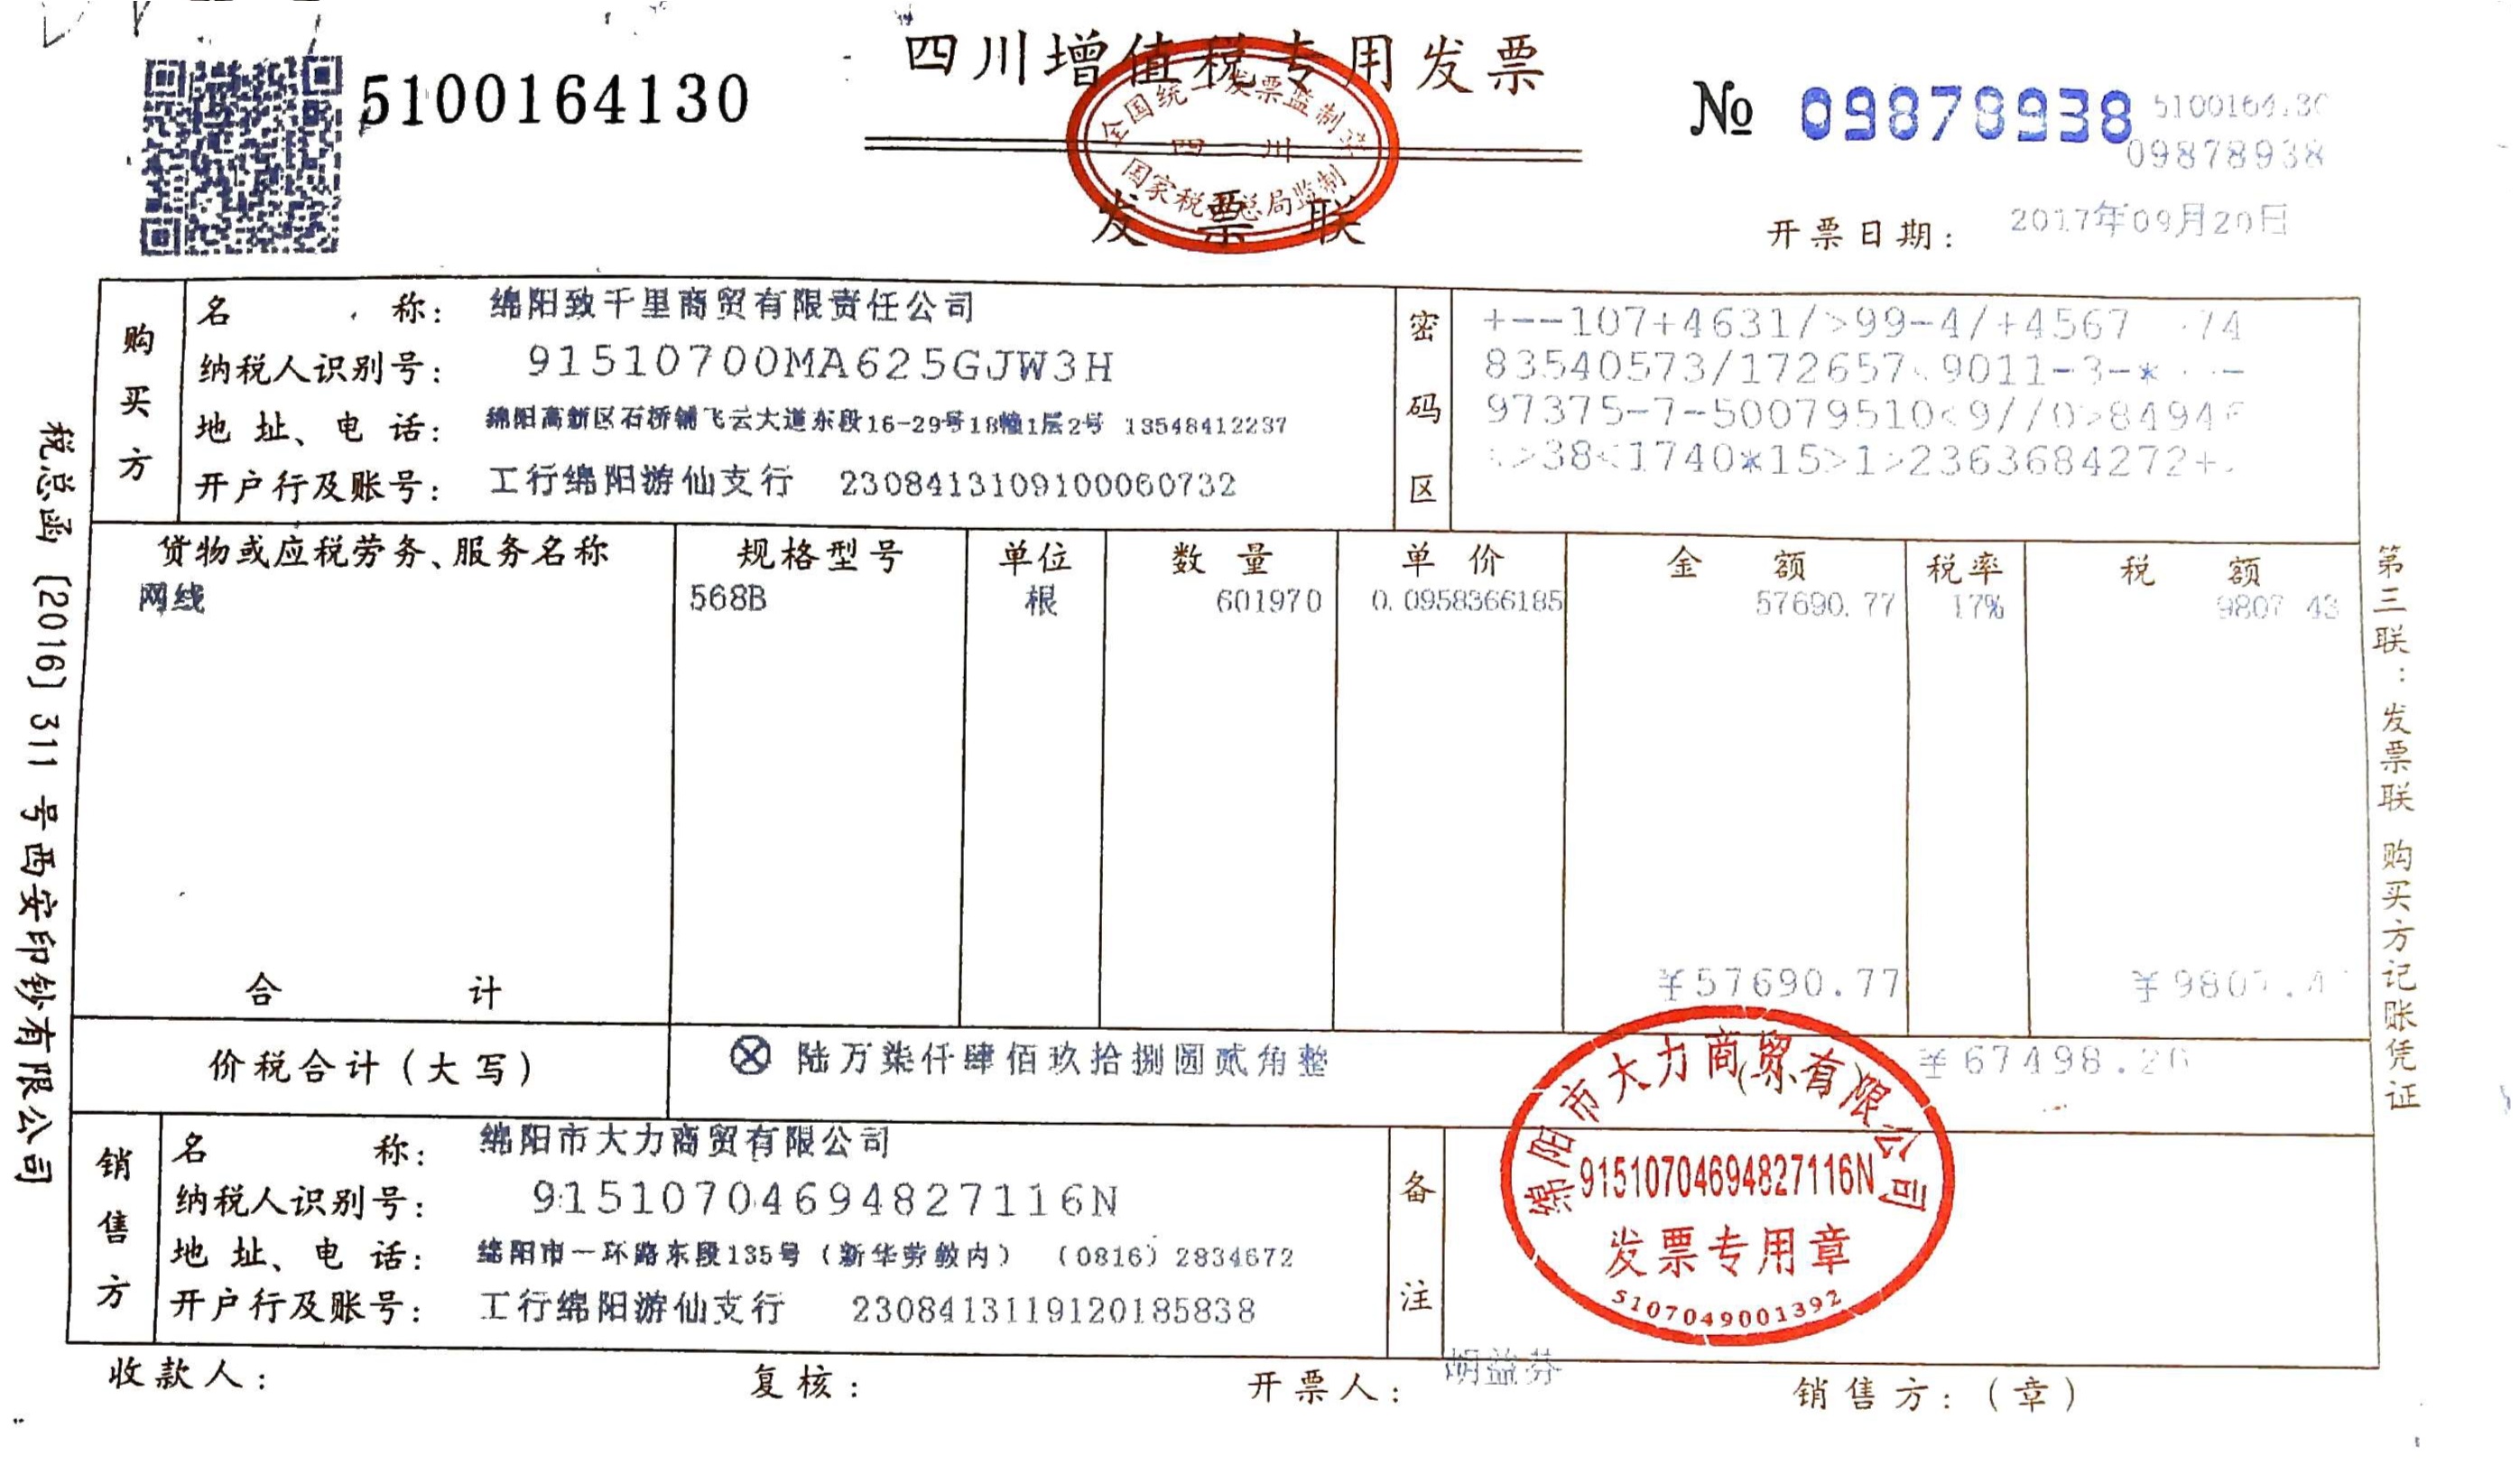 5100164130
四川增值税专用发票
全国统一发票监制章
四 川
国家税务总局监制
发票联
№ 09878938
09878938
开票日期: 2017年09月20日
购买方
名 称: 绵阳致千里商贸有限责任公司
纳税人识别号: 91510700MA625GJW3H
地 址、电 话: 绵阳高新区石桥铺飞云大道东段16-29号18幢1层2号 13548412237
开户行及账号: 工行绵阳游仙支行 2308413109100060732
密码区
+--107+4631/>99-4/+4567 74
83540573/172657 9011-3-* -
97375-7-50079510<9//0>8494
>38<1740*15>1>2363684272+
货物或应税劳务、服务名称 规格型号 单位 数 量 单 价 金 额 税率 税 额
网线 568B 根 601970 0.0958366185 57690.77 17% 9807 43
合 计 ¥57690.77 ¥9807.4
价税合计(大写) ⊗ 陆万柒仟肆佰玖拾捌圆贰角整 (小写) ¥67498.20
销售方
名 称: 绵阳市大力商贸有限公司
纳税人识别号: 91510704694827116N
地 址、电 话: 绵阳市一环路东段135号(新华劳教内) (0816)2834672
开户行及账号: 工行绵阳游仙支行 2308413119120185838
备注
绵阳市大力商贸有限公司
91510704694827116N
发票专用章
5107049001392
收款人: 复核: 开票人: 胡益芬 销售方:(章)
税总函〔2016〕311号西安印钞有限公司
第三联:发票联 购买方记账凭证